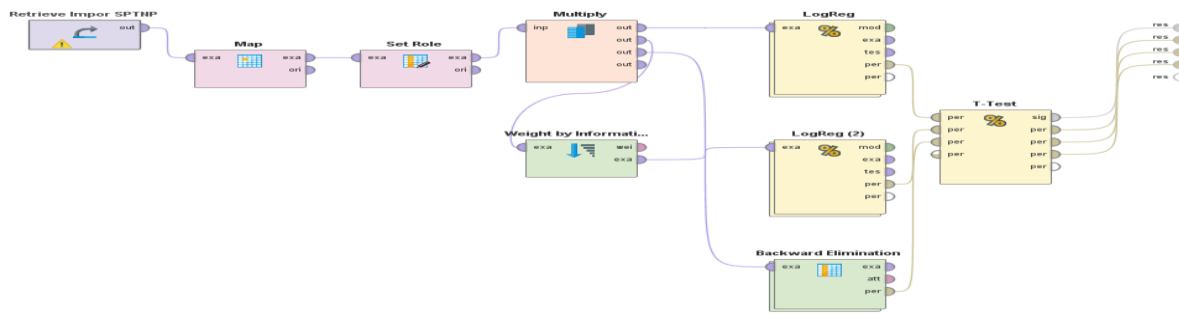 Retrieve Impor SPTNP
out
Map
exa
exa
ori
Set Role
exa
exa
ori
Multiply
inp
out
out
out
out
Weight by Informati...
exa
wei
exa
LogReg
exa
mod
exa
tes
per
per
LogReg (2)
exa
mod
exa
tes
per
per
Backward Elimination
exa
exa
att
per
T-Test
per
sig
per
per
per
per
per
per
per
res
res
res
res
res